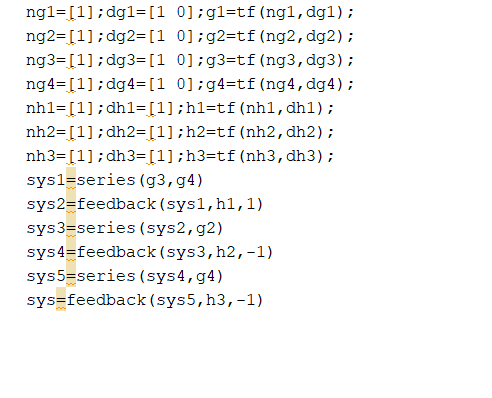 ng1=[1];dg1=[1 0];g1=tf(ng1,dg1);
ng2=[1];dg2=[1 0];g2=tf(ng2,dg2);
ng3=[1];dg3=[1 0];g3=tf(ng3,dg3);
ng4=[1];dg4=[1 0];g4=tf(ng4,dg4);
nh1=[1];dh1=[1];h1=tf(nh1,dh1);
nh2=[1];dh2=[1];h2=tf(nh2,dh2);
nh3=[1];dh3=[1];h3=tf(nh3,dh3);
sys1=series(g3,g4)
sys2=feedback(sys1,h1,1)
sys3=series(sys2,g2)
sys4=feedback(sys3,h2,-1)
sys5=series(sys4,g4)
sys=feedback(sys5,h3,-1)